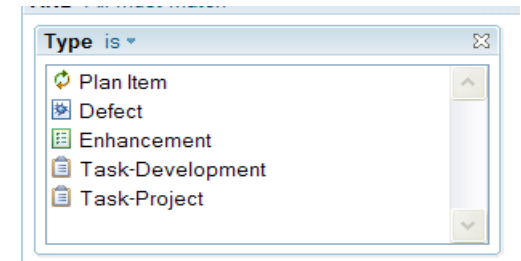 Type is
Plan Item
Defect
Enhancement
Task-Development
Task-Project